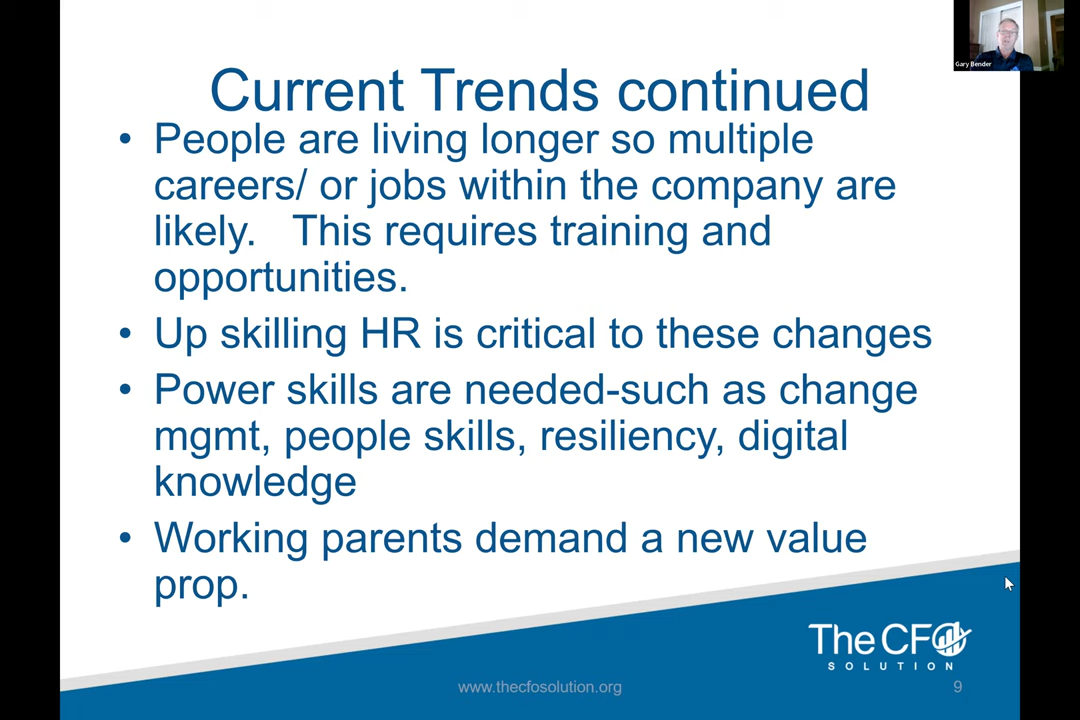 Gary Bender
Current Trends continued
• People are living longer so multiple
careers/ or jobs within the company are
likely. This requires training and
opportunities.
• Up skilling HR is critical to these changes
• Power skills are needed-such as change
mgmt, people skills, resiliency, digital
knowledge
• Working parents demand a new value
prop.
The CFO
SOLUTION
www.thecfosolution.org
9